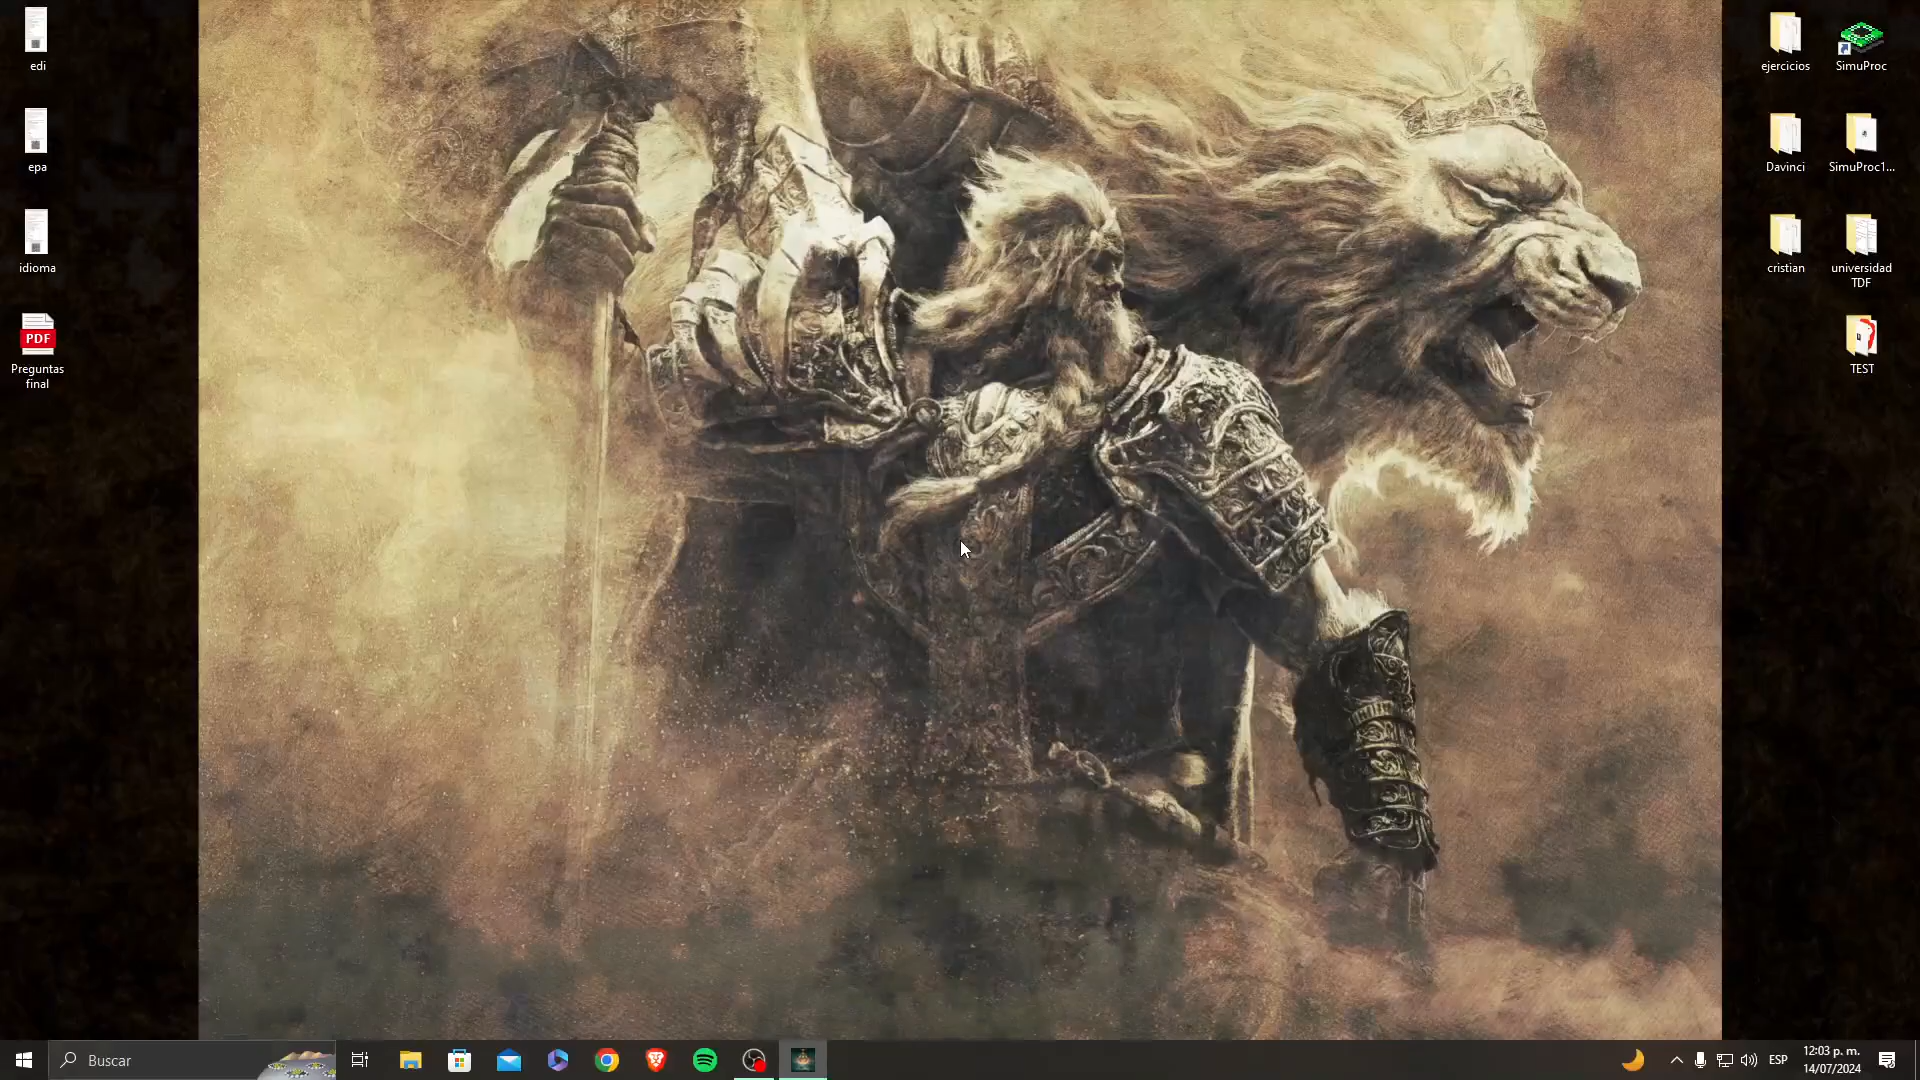 edi
epa
idioma
PDF
Preguntas
final
ejercicios
SimuProc
Davinci
SimuProc1...
cristian
universidad
TDF
TEST
Buscar
ESP
12:03 p. m.
14/07/2024